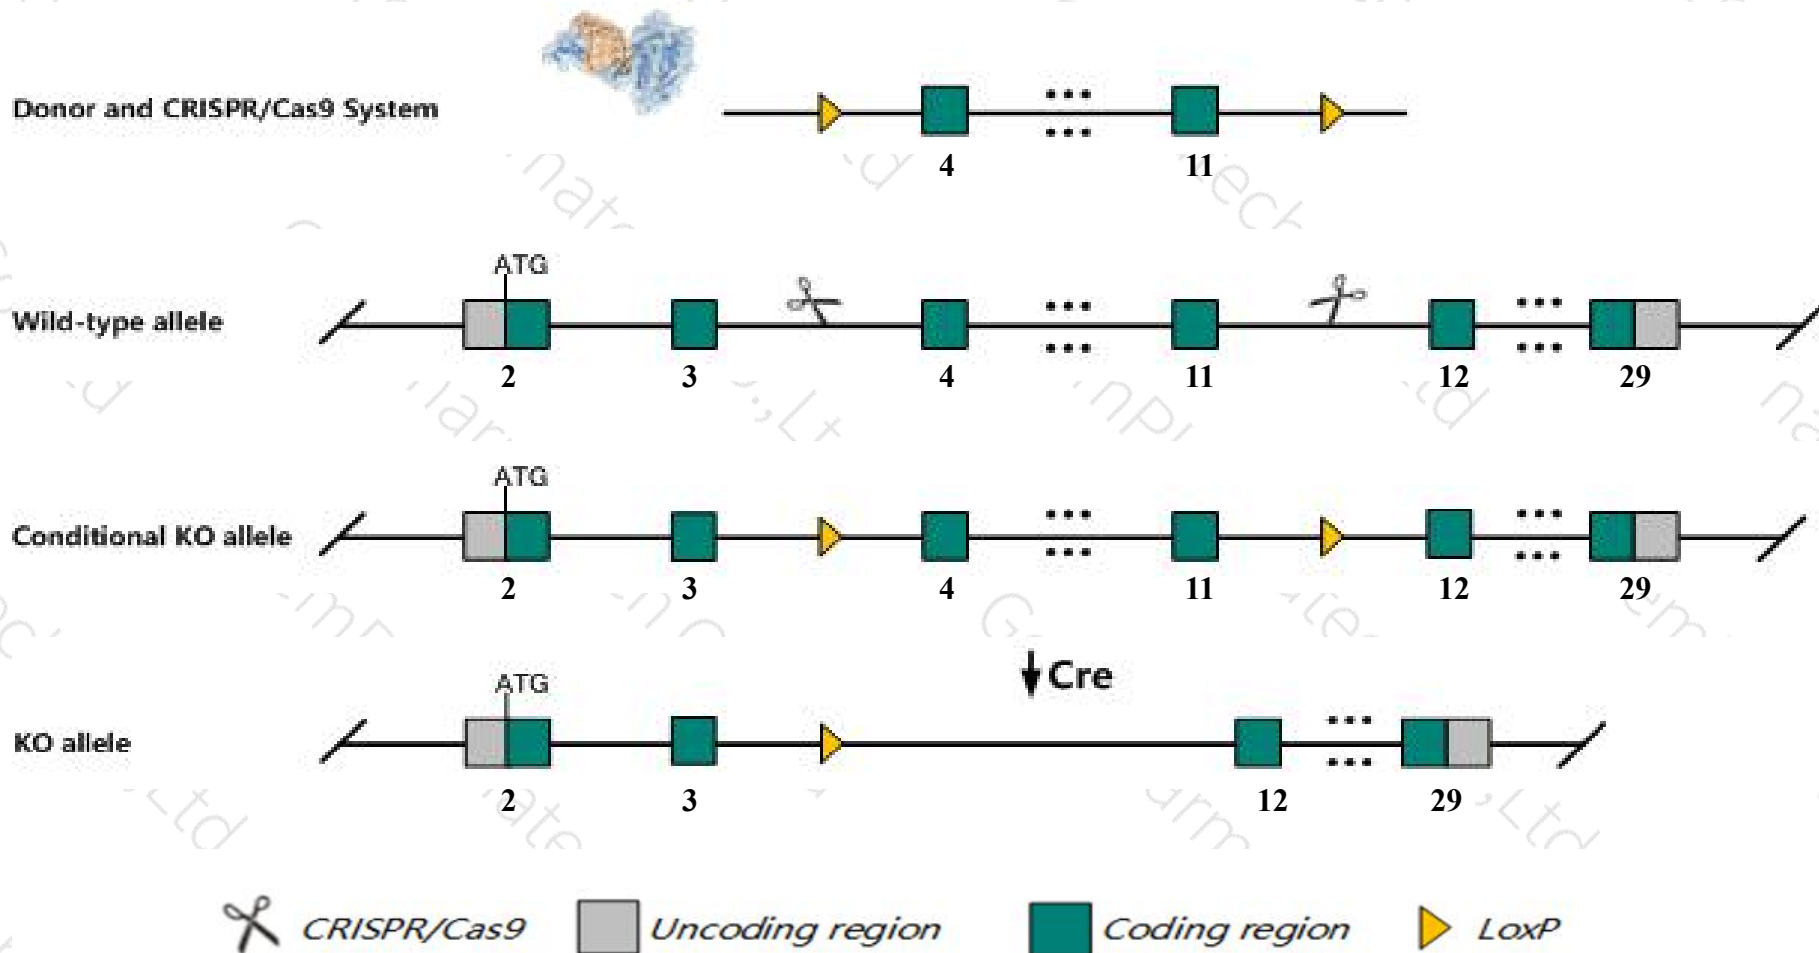 Donor and CRISPR/Cas9 System
4 11
ATG
Wild-type allele
2 3 4 11 12 29
ATG
Conditional KO allele
2 3 4 11 12 29
Cre
ATG
KO allele
2 3 12 29
CRISPR/Cas9 Uncoding region Coding region LoxP